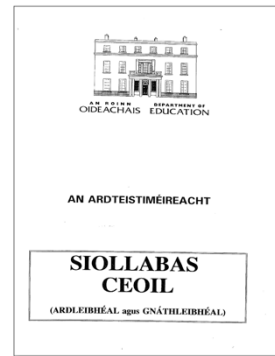 AN ROINN DEPARTMENT OF
OIDEACHAIS EDUCATION
AN ARDTEISTIMÉIREACHT
SIOLLABAS
CEOIL
(ARDLEIBHÉAL agus GNÁTHLEIBHÉAL)